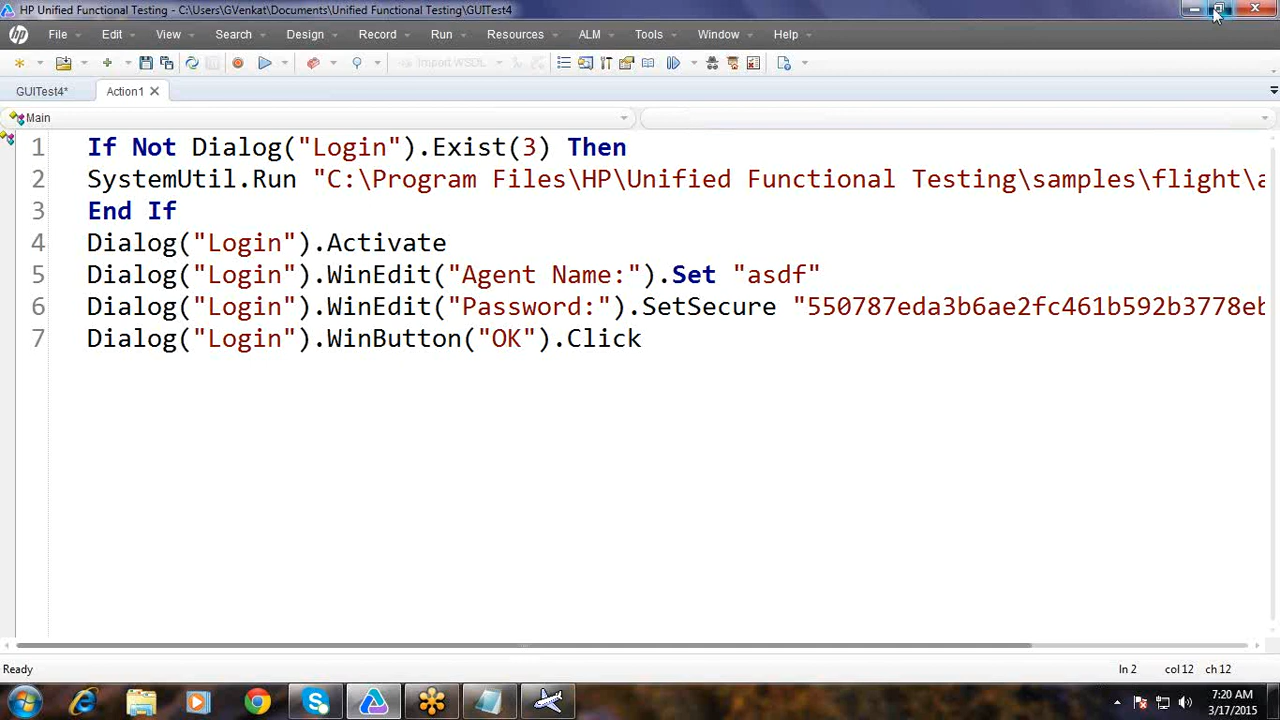 HP Unified Functional Testing - C:\Users\GVenkat\Documents\Unified Functional Testing\GUITest4
hp File Edit View Search Design Record Run Resources ALM Tools Window Help
Import WSDL
GUITest4* Action1
Main
1 If Not Dialog("Login").Exist(3) Then
2 SystemUtil.Run "C:\Program Files\HP\Unified Functional Testing\samples\flight\a
3 End If
4 Dialog("Login").Activate
5 Dialog("Login").WinEdit("Agent Name:").Set "asdf"
6 Dialog("Login").WinEdit("Password:").SetSecure "550787eda3b6ae2fc461b592b3778eb
7 Dialog("Login").WinButton("OK").Click
Ready ln 2 col 12 ch 12
7:20 AM
3/17/2015